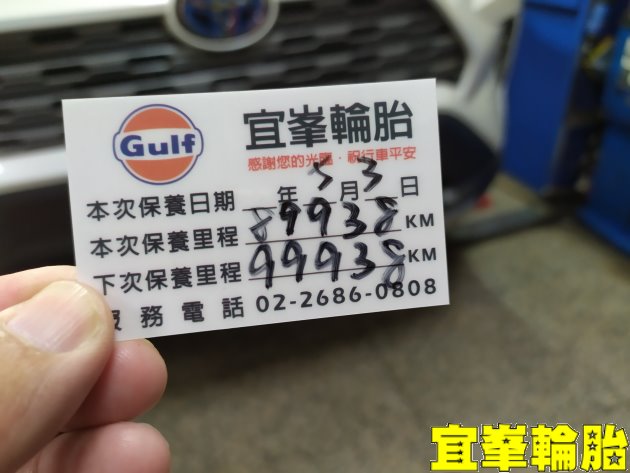 Gulf
宜峯輪胎
感謝您的光臨．祝行車平安
本次保養日期 年 5 月 3 日
本次保養里程 89938 KM
下次保養里程 99938 KM
服務電話 02-2686-0808
宜峯輪胎